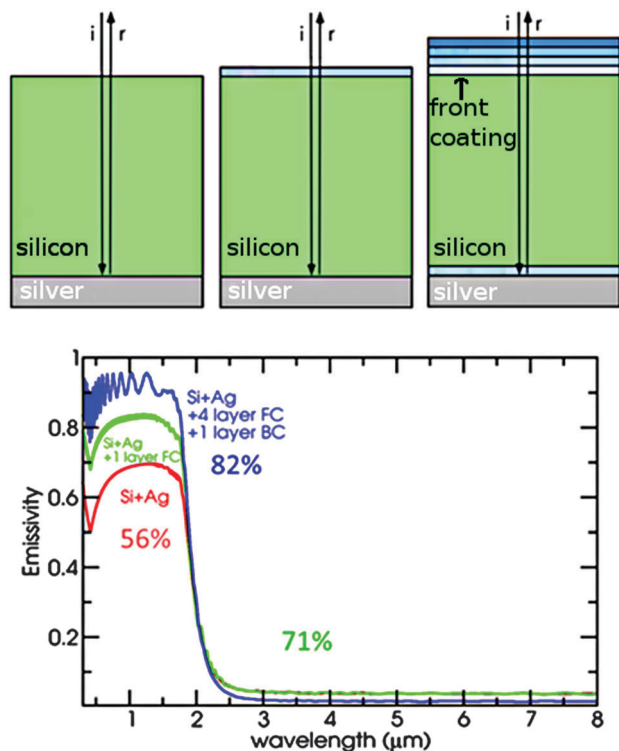 i r
i r
i r
front
coating
silicon
silicon
silicon
silver
silver
silver
1
0.8
0.6
0.4
0.2
Emissivity
Si+Ag
+4 layer FC
+1 layer BC
82%
Si+Ag
+1 layer FC
Si+Ag
56%
71%
1 2 3 4 5 6 7 8
wavelength (μm)